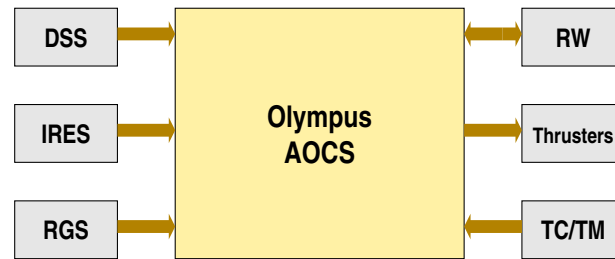 DSS
IRES
RGS
Olympus
AOCS
RW
Thrusters
TC/TM